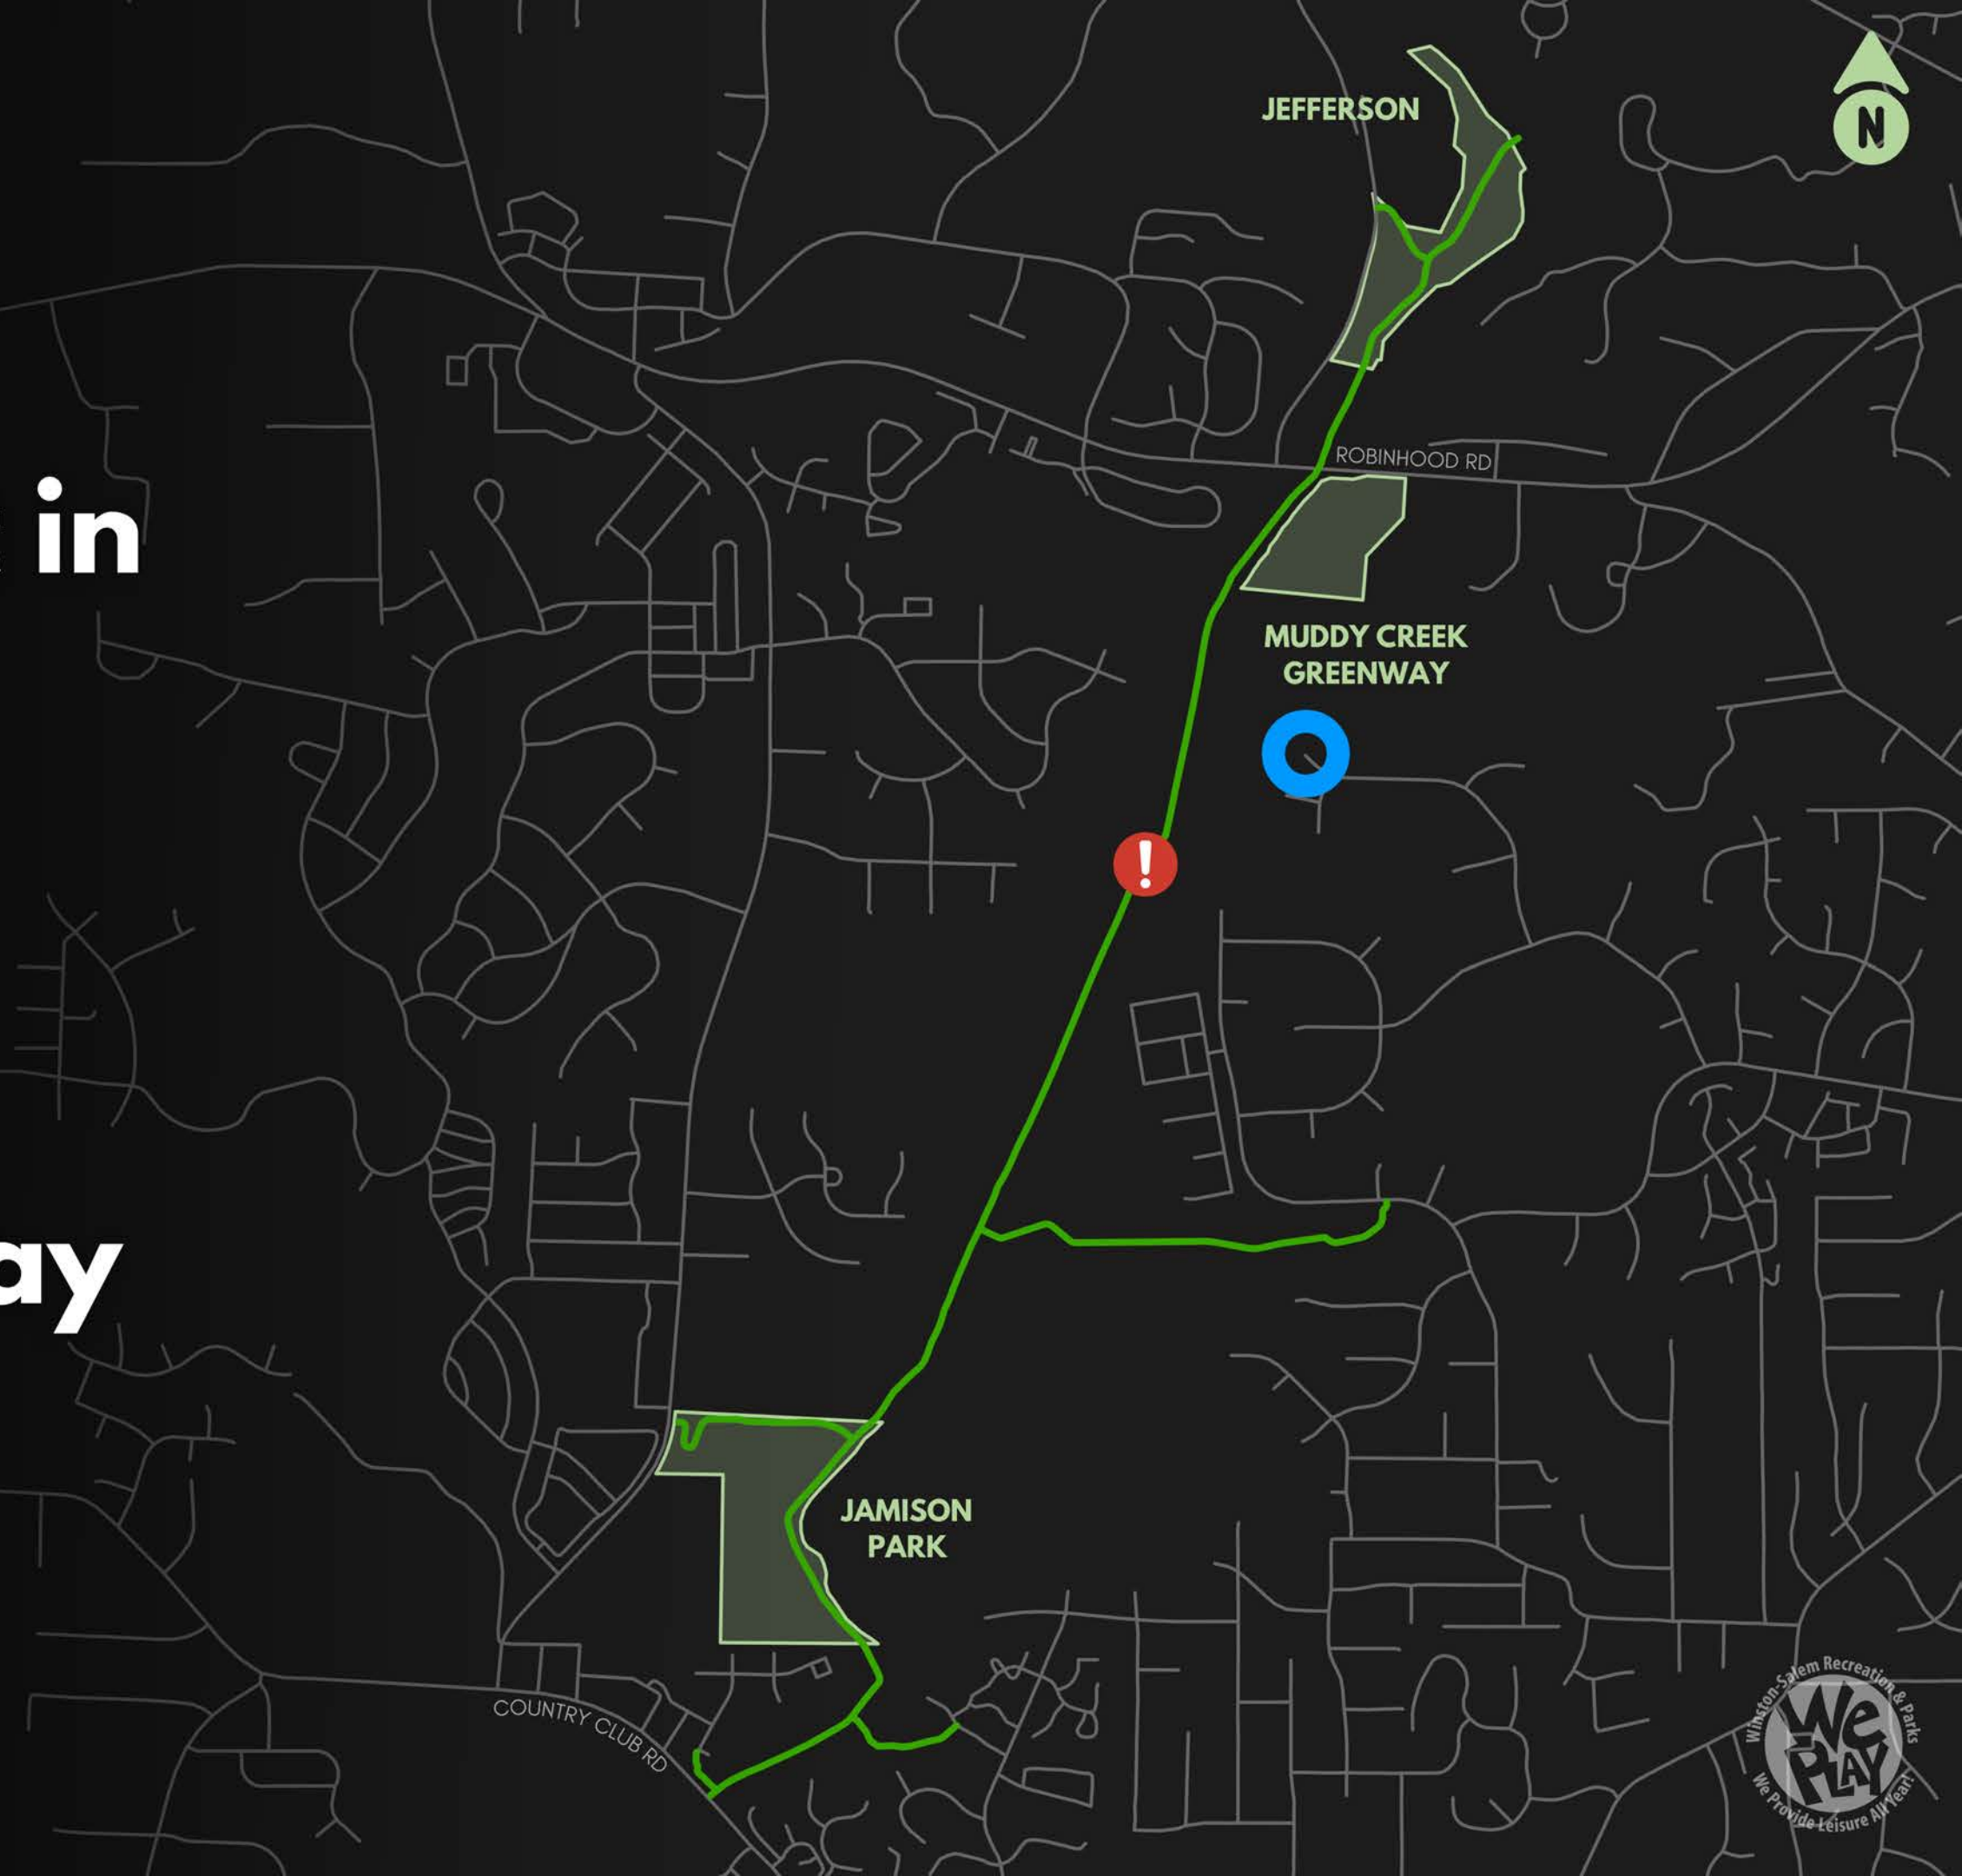 JEFFERSON
N
ROBINHOOD RD
in
MUDDY CREEK
GREENWAY
!
ay
JAMISON
PARK
COUNTRY CLUB RD
Winston-Salem Recreation & Parks
We
PLAY
We Provide Leisure All Year!